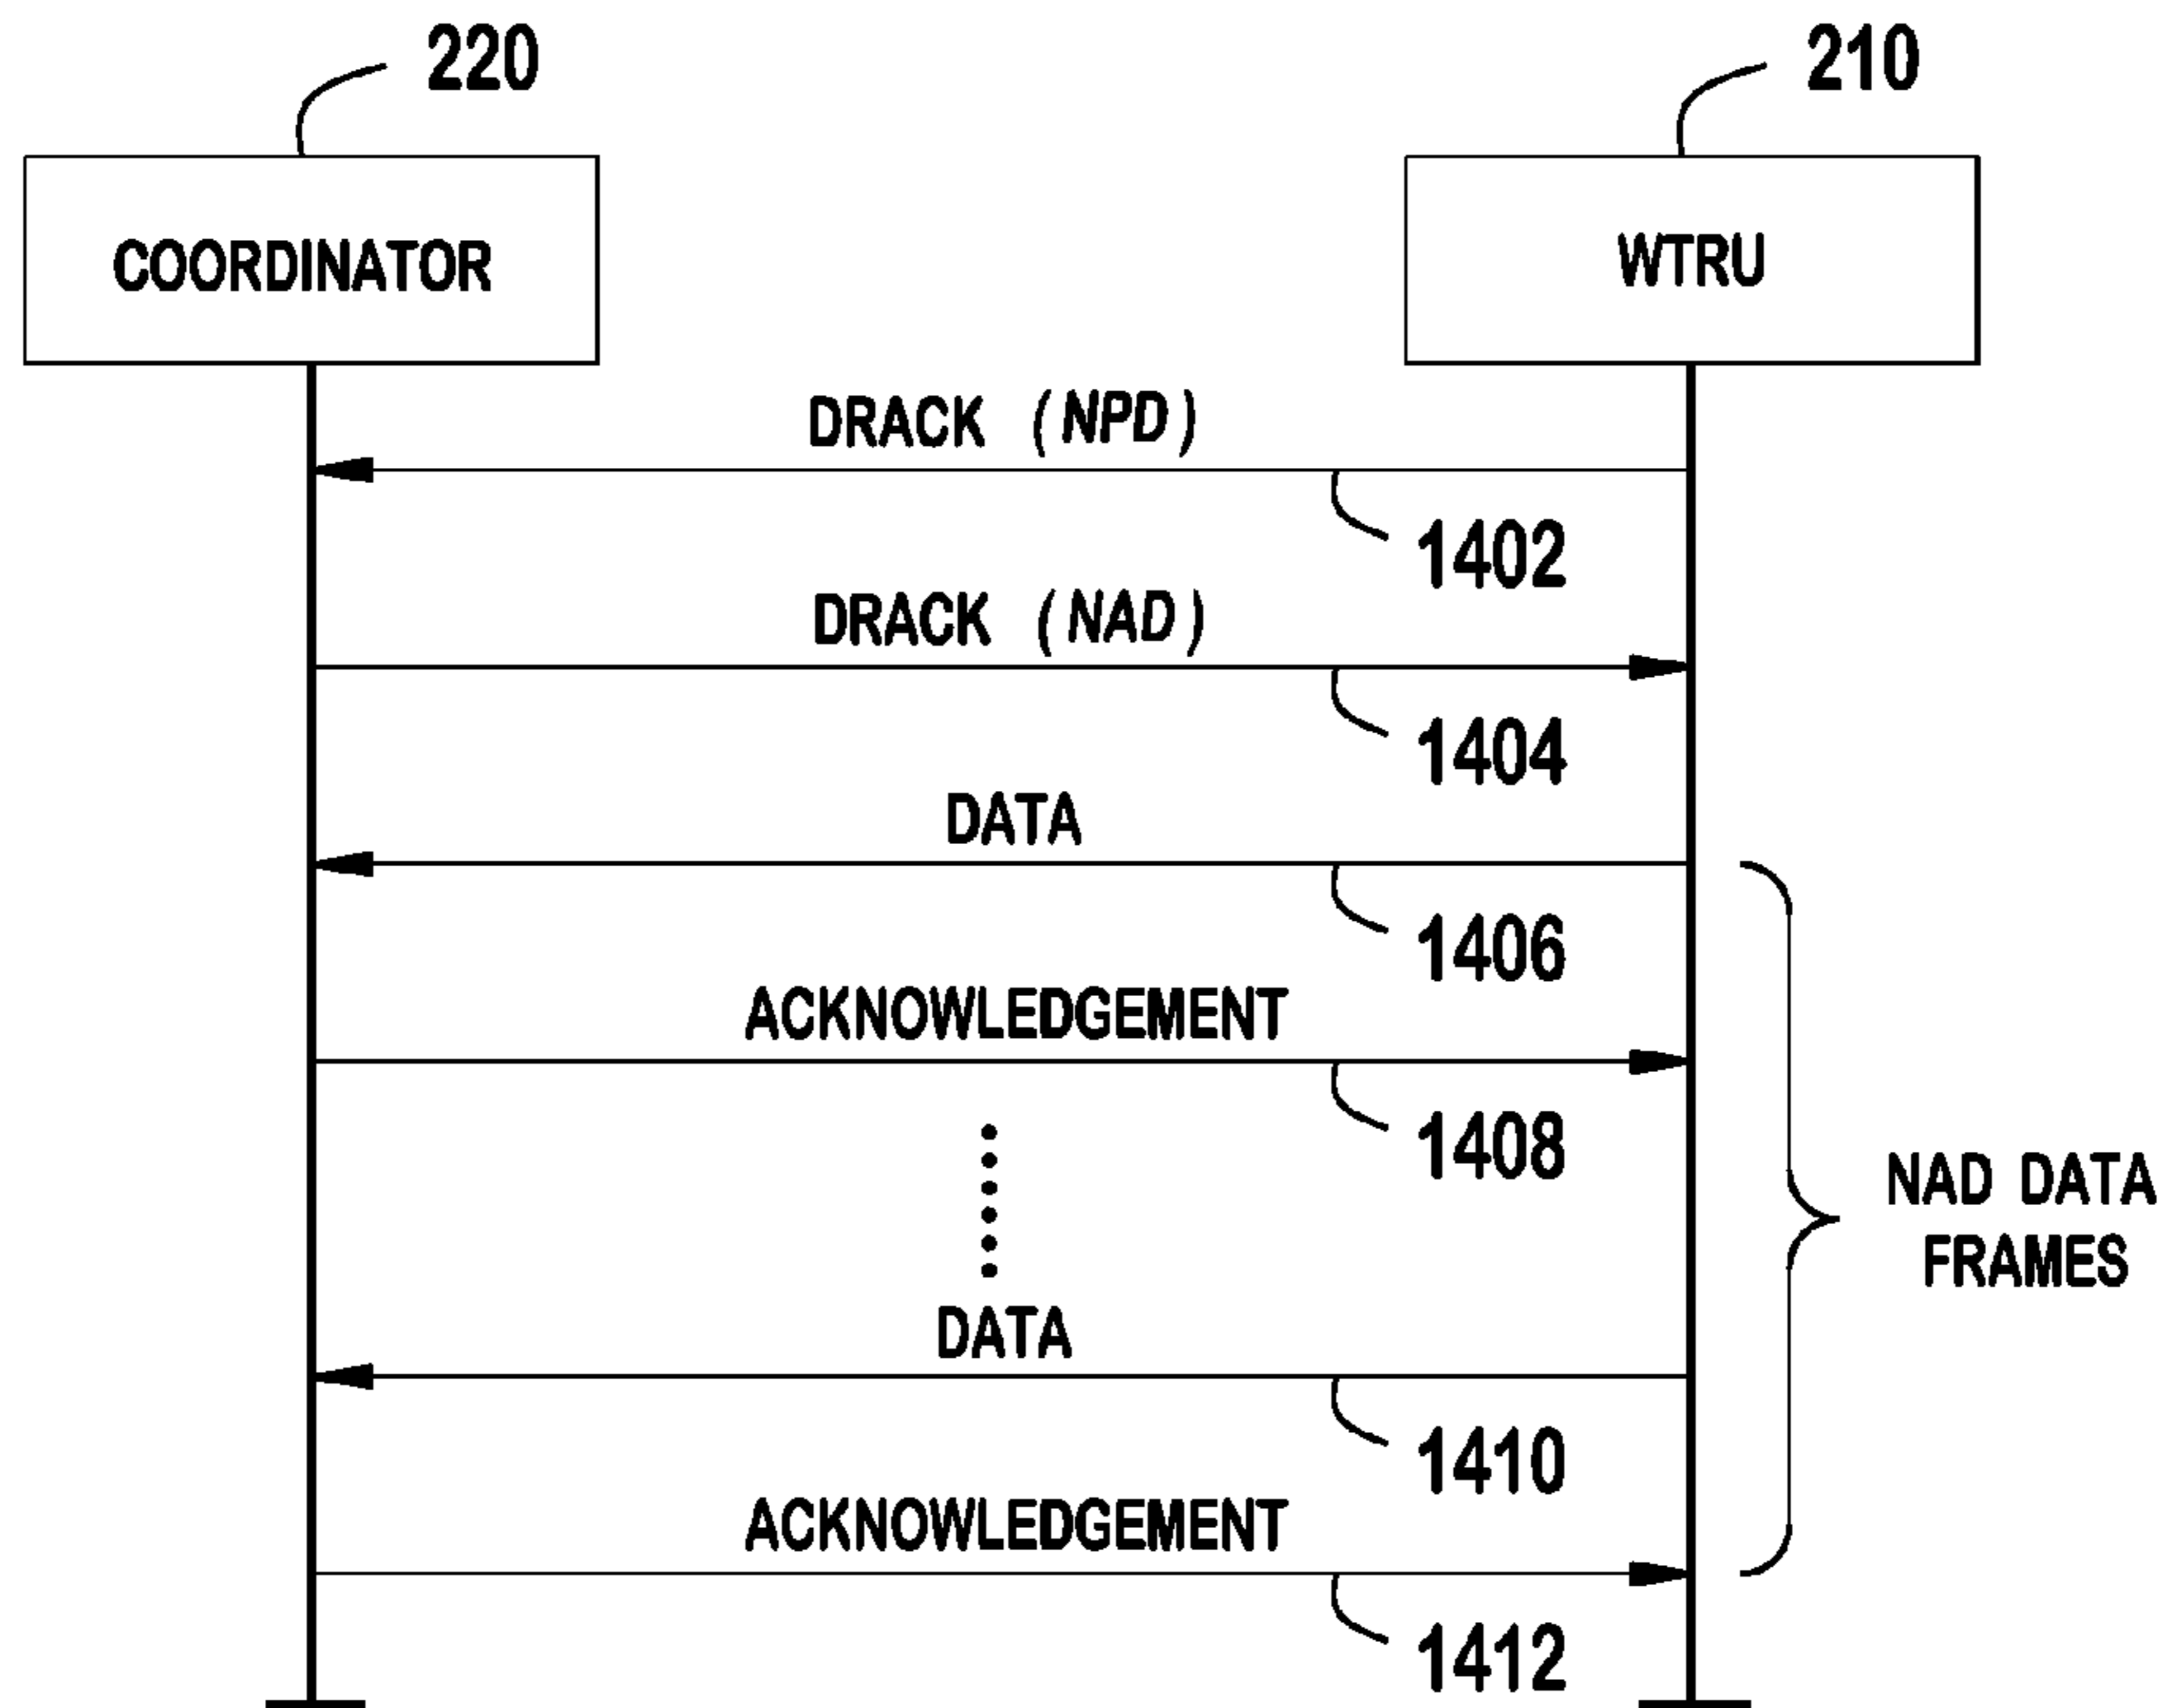 220
210
COORDINATOR
WTRU
DRACK (NPD)
1402
DRACK (NAD)
1404
DATA
1406
ACKNOWLEDGEMENT
1408
NAD DATA
FRAMES
DATA
1410
ACKNOWLEDGEMENT
1412